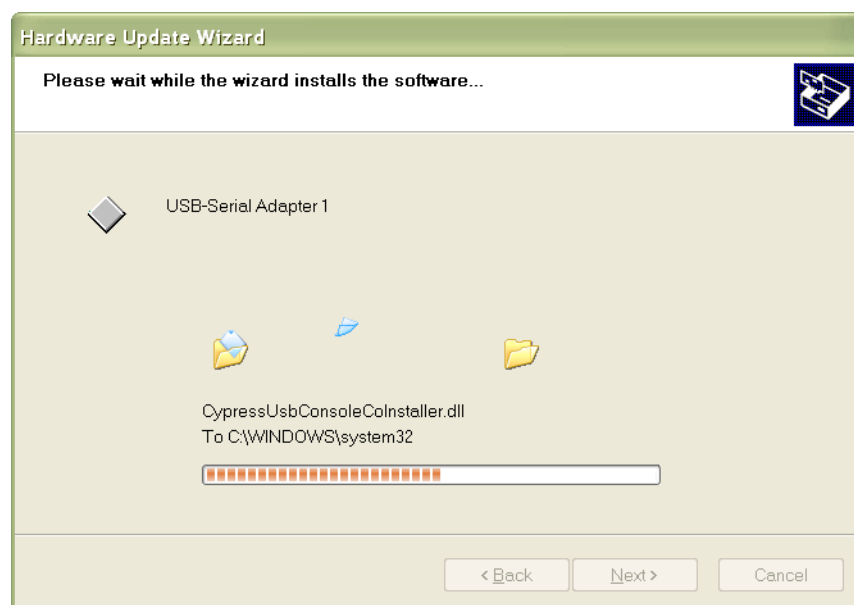 Hardware Update Wizard
Please wait while the wizard installs the software...
USB-Serial Adapter 1
CypressUsbConsoleCoInstaller.dll
To C:\WINDOWS\system32
< Back
Next >
Cancel